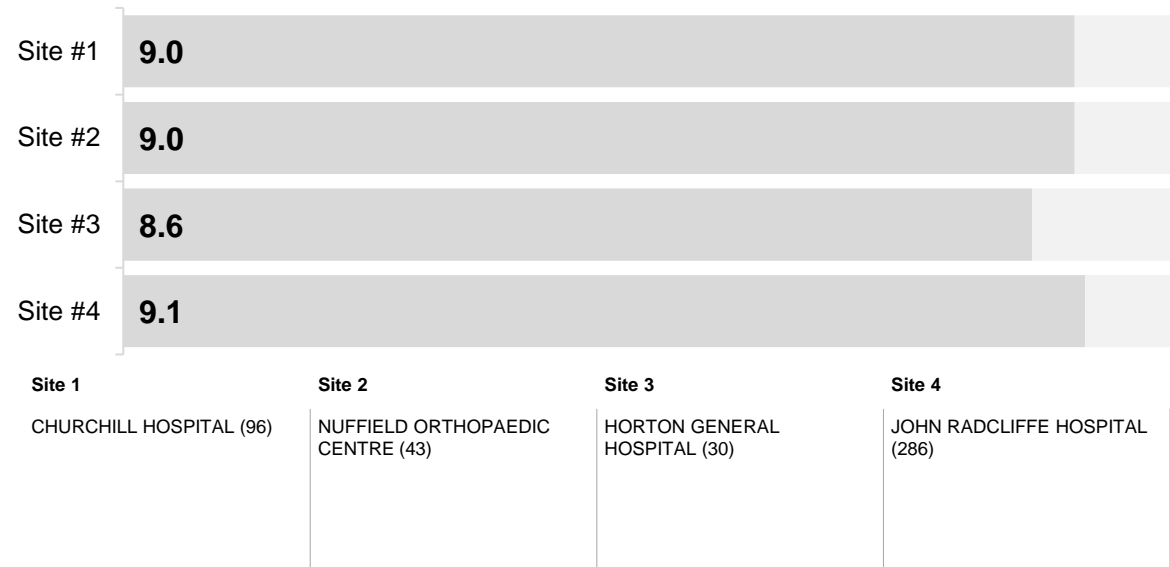 Site #1 9.0
Site #2 9.0
Site #3 8.6
Site #4 9.1
Site 1
CHURCHILL HOSPITAL (96)
Site 2
NUFFIELD ORTHOPAEDIC
CENTRE (43)
Site 3
HORTON GENERAL
HOSPITAL (30)
Site 4
JOHN RADCLIFFE HOSPITAL
(286)